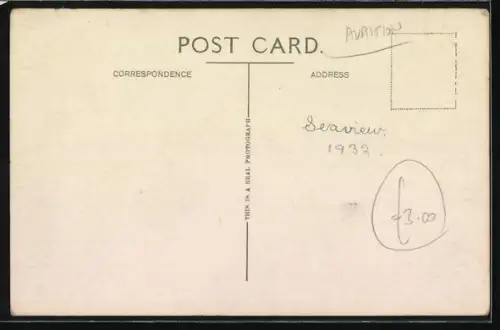 AVIATION
POST CARD.
CORRESPONDENCE
ADDRESS
THIS IS A REAL PHOTOGRAPH
Seaview.
1932.
£3.00